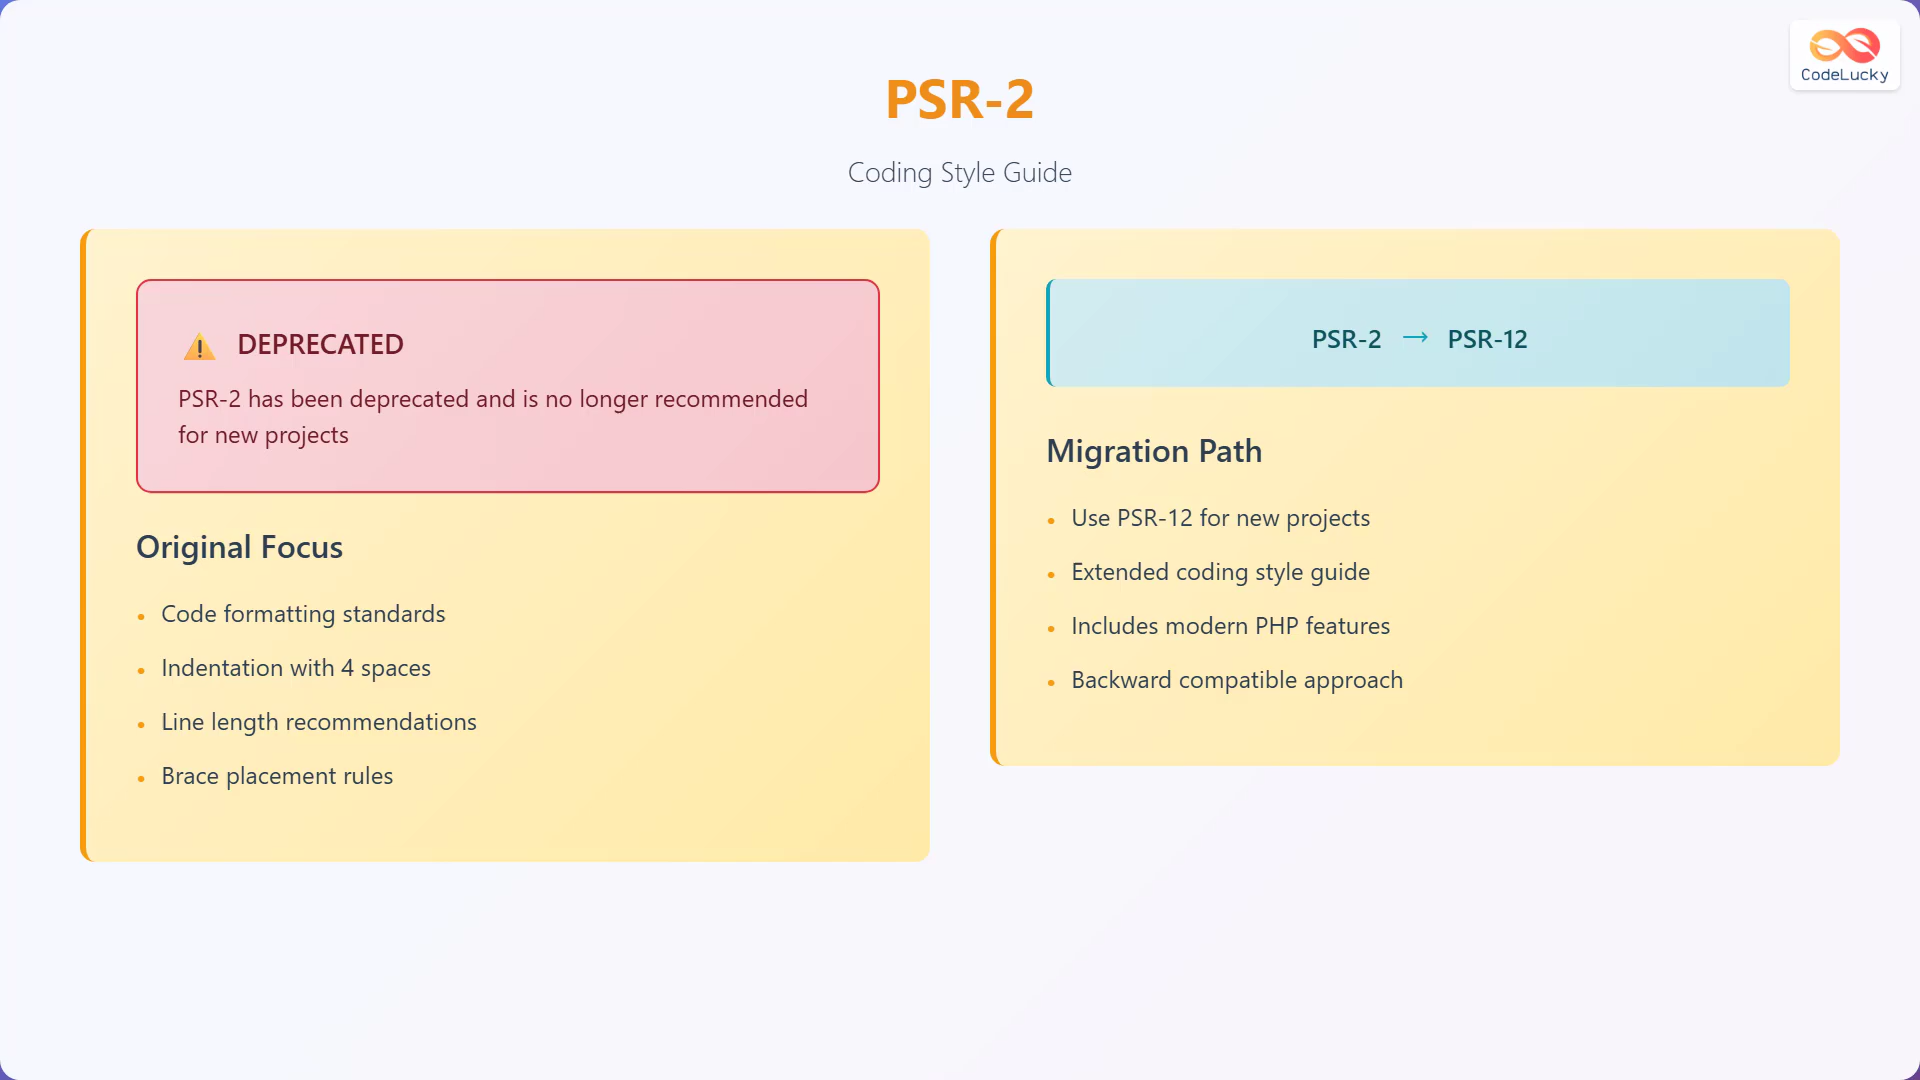 CodeLucky
PSR-2
Coding Style Guide
⚠ DEPRECATED
PSR-2 has been deprecated and is no longer recommended
for new projects
Original Focus
• Code formatting standards
• Indentation with 4 spaces
• Line length recommendations
• Brace placement rules
PSR-2 → PSR-12
Migration Path
• Use PSR-12 for new projects
• Extended coding style guide
• Includes modern PHP features
• Backward compatible approach